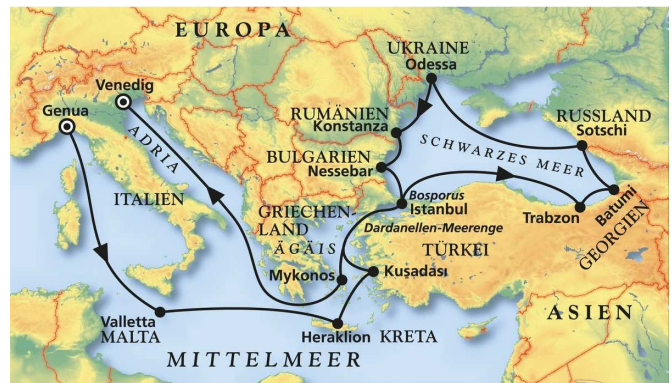 EUROPA
UKRAINE
Odessa
Venedig
Genua
RUMÄNIEN
Konstanza
RUSSLAND
Sotschi
ADRIA
SCHWARZES MEER
BULGARIEN
Nessebar
ITALIEN
Bosporus
Istanbul
Batumi
Trabzon
GEORGIEN
GRIECHEN-
LAND
Dardanellen-Meerenge
ÄGÄIS
TÜRKEI
Mykonos
Kuşadası
Valletta
MALTA
Heraklion
KRETA
ASIEN
MITTELMEER